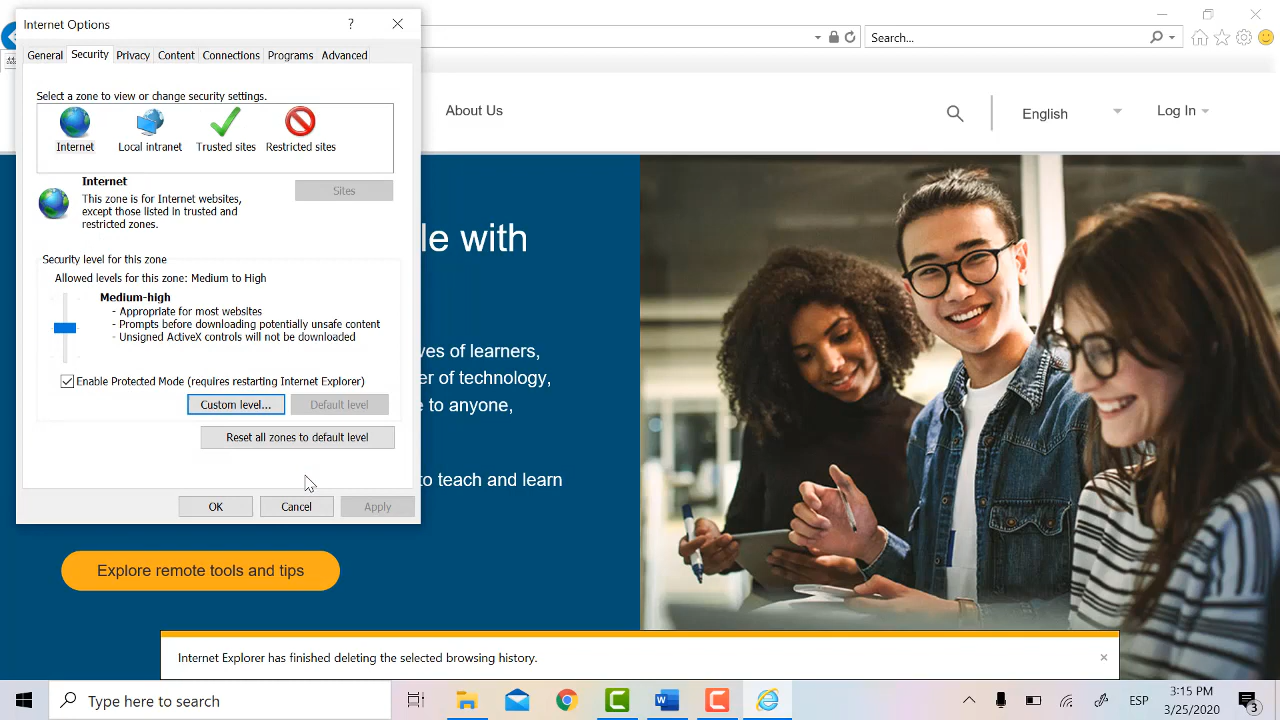 Internet Options
?
General Security Privacy Content Connections Programs Advanced
Select a zone to view or change security settings.
Internet Local intranet Trusted sites Restricted sites
Internet
Sites
This zone is for Internet websites,
except those listed in trusted and
restricted zones.
Security level for this zone
Allowed levels for this zone: Medium to High
Medium-high
- Appropriate for most websites
- Prompts before downloading potentially unsafe content
- Unsigned ActiveX controls will not be downloaded
Enable Protected Mode (requires restarting Internet Explorer)
Custom level... Default level
Reset all zones to default level
OK Cancel Apply
Search...
About Us
English
Log In
le with
ves of learners,
er of technology,
e to anyone,
to teach and learn
Explore remote tools and tips
Internet Explorer has finished deleting the selected browsing history.
Type here to search
ESP
3:15 PM
3/25/2020
3